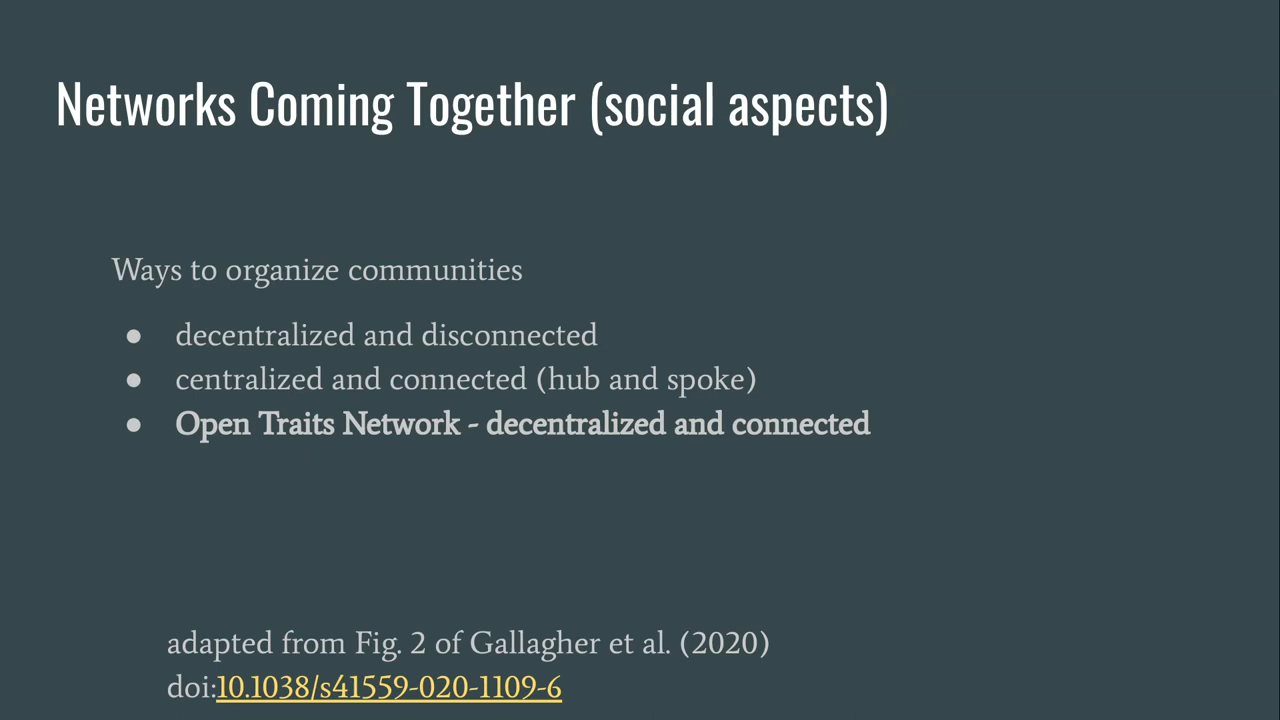 Networks Coming Together (social aspects)
Ways to organize communities
● decentralized and disconnected
● centralized and connected (hub and spoke)
● Open Traits Network - decentralized and connected
adapted from Fig. 2 of Gallagher et al. (2020)
doi:10.1038/s41559-020-1109-6